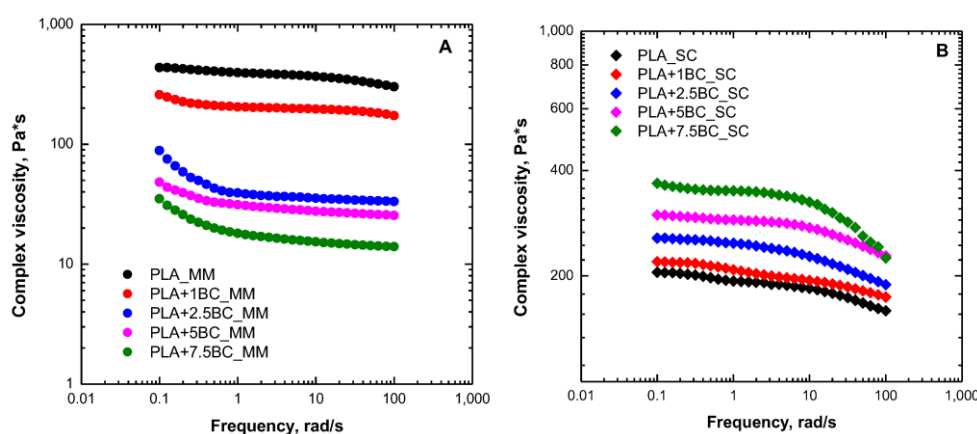 A
1,000
100
10
1
Complex viscosity, Pa*s
PLA_MM
PLA+1BC_MM
PLA+2.5BC_MM
PLA+5BC_MM
PLA+7.5BC_MM
0.01 0.1 1 10 100 1,000
Frequency, rad/s
B
1,000
800
600
400
200
Complex viscosity, Pa*s
PLA_SC
PLA+1BC_SC
PLA+2.5BC_SC
PLA+5BC_SC
PLA+7.5BC_SC
0.01 0.1 1 10 100 1,000
Frequency, rad/s